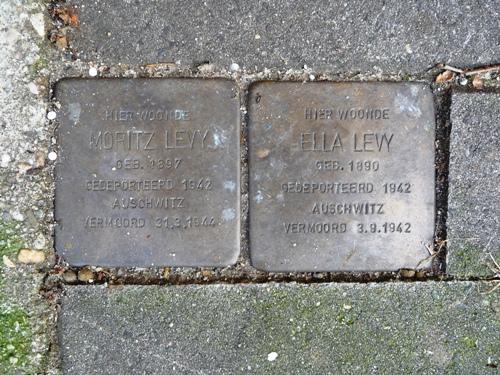 HIER WOONDE
MORITZ LEVY
GEB. 1897
GEDEPORTEERD 1942
AUSCHWITZ
VERMOORD 31.3.1944
HIER WOONDE
ELLA LEVY
GEB. 1890
GEDEPORTEERD 1942
AUSCHWITZ
VERMOORD 3.9.1942